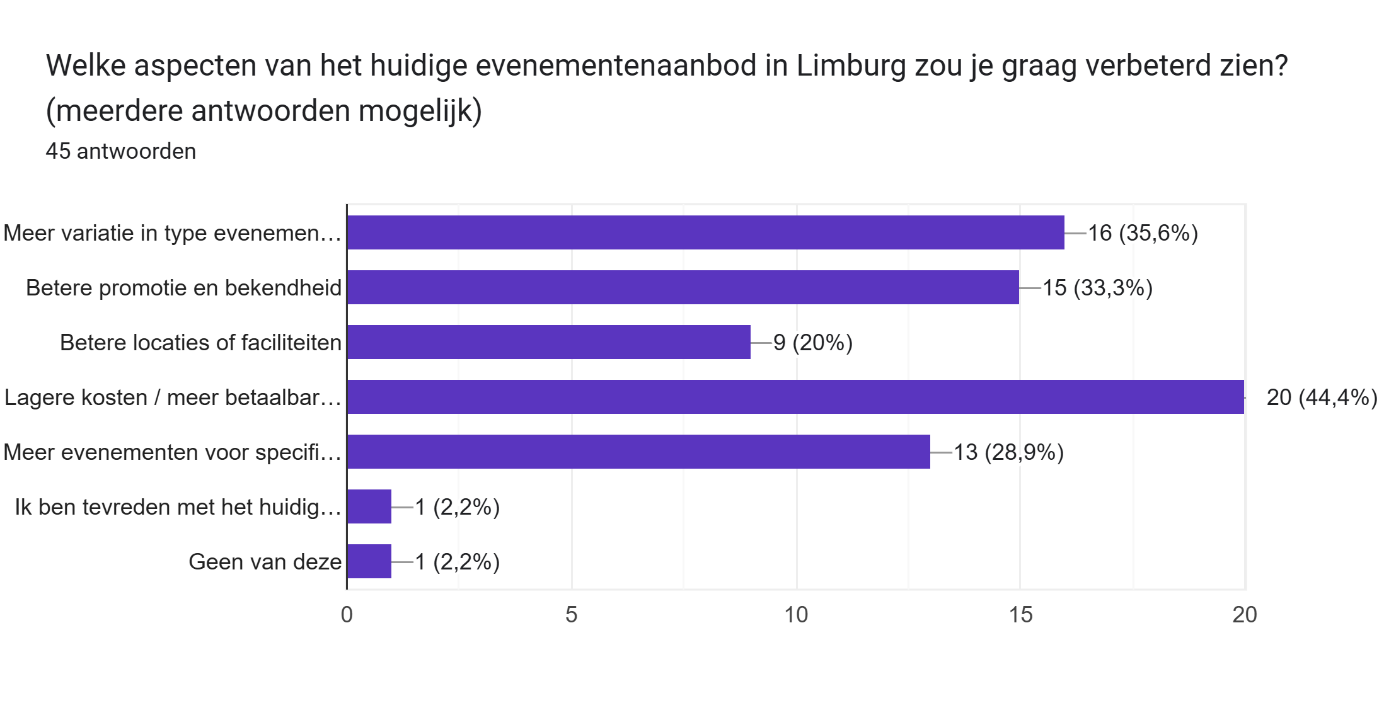 Welke aspecten van het huidige evenementenaanbod in Limburg zou je graag verbeterd zien?
(meerdere antwoorden mogelijk)
45 antwoorden
Meer variatie in type evenemen… 16 (35,6%)
Betere promotie en bekendheid 15 (33,3%)
Betere locaties of faciliteiten 9 (20%)
Lagere kosten / meer betaalbar… 20 (44,4%)
Meer evenementen voor specifi… 13 (28,9%)
Ik ben tevreden met het huidig… 1 (2,2%)
Geen van deze 1 (2,2%)
0 5 10 15 20